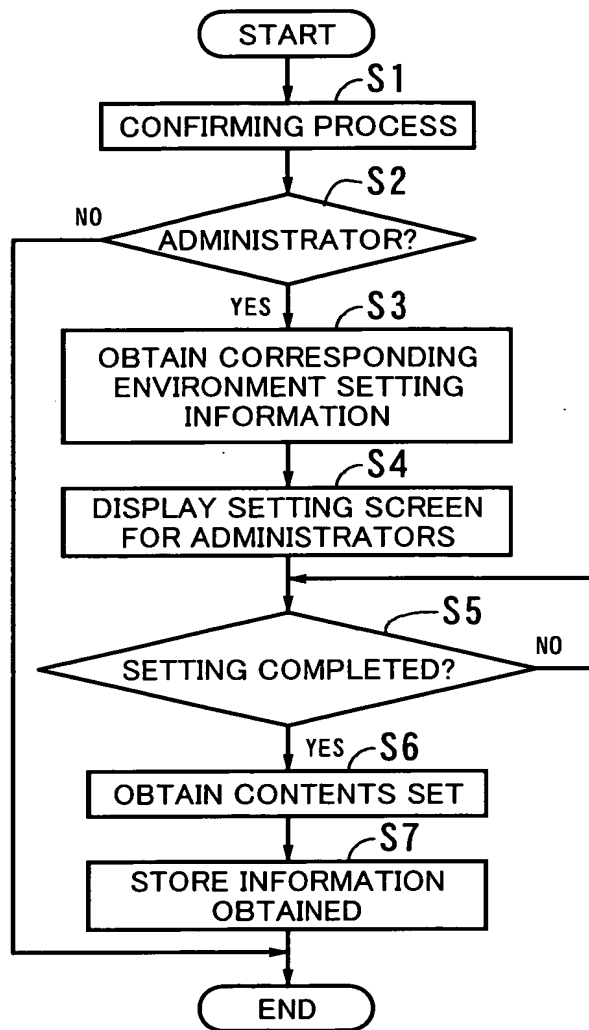 START
S1
CONFIRMING PROCESS
S2
NO
ADMINISTRATOR?
YES
S3
OBTAIN CORRESPONDING
ENVIRONMENT SETTING
INFORMATION
S4
DISPLAY SETTING SCREEN
FOR ADMINISTRATORS
S5
NO
SETTING COMPLETED?
YES
S6
OBTAIN CONTENTS SET
S7
STORE INFORMATION
OBTAINED
END